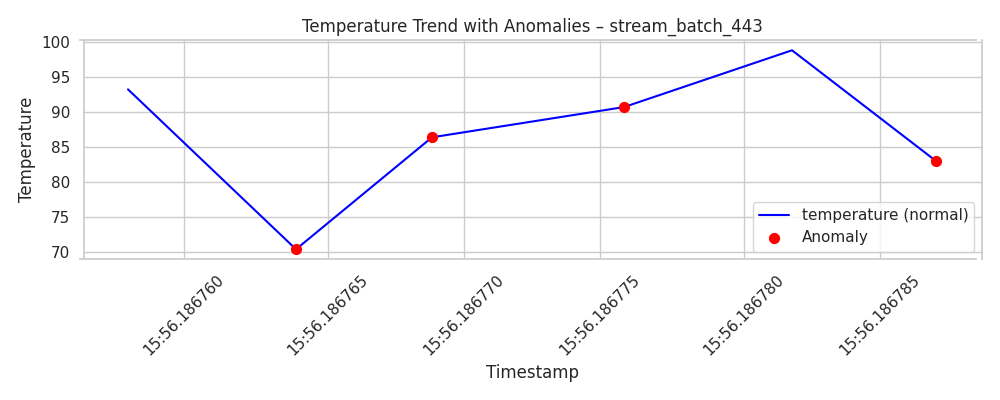 Temperature Trend with Anomalies – stream_batch_443
Temperature
100
95
90
85
80
75
70
temperature (normal)
Anomaly
15:56.186760
15:56.186765
15:56.186770
15:56.186775
15:56.186780
15:56.186785
Timestamp